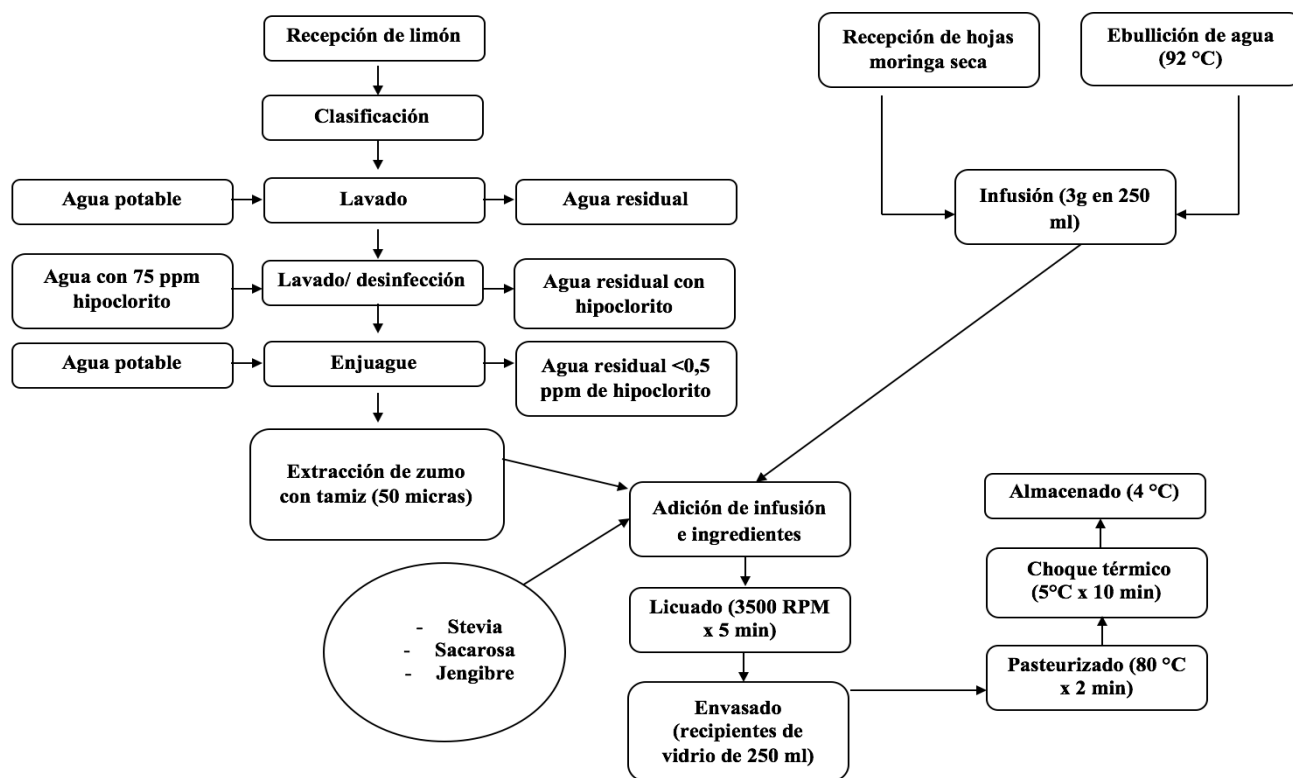 Recepción de limón
Clasificación
Agua potable
Lavado
Agua residual
Agua con 75 ppm
hipoclorito
Lavado/ desinfección
Agua residual con
hipoclorito
Agua potable
Enjuague
Agua residual <0,5
ppm de hipoclorito
Extracción de zumo
con tamiz (50 micras)
- Stevia
- Sacarosa
- Jengibre
Recepción de hojas
moringa seca
Ebullición de agua
(92 °C)
Infusión (3g en 250
ml)
Adición de infusión
e ingredientes
Licuado (3500 RPM
x 5 min)
Envasado
(recipientes de
vidrio de 250 ml)
Pasteurizado (80 °C
x 2 min)
Choque térmico
(5°C x 10 min)
Almacenado (4 °C)